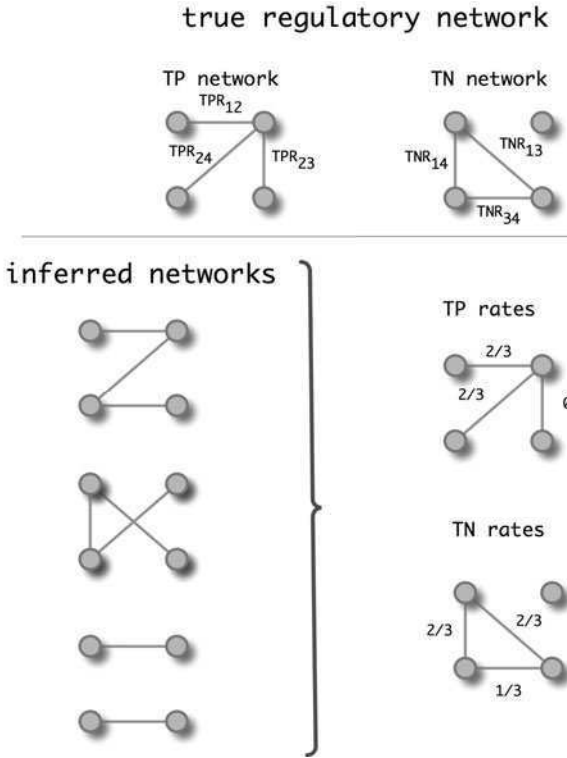 true regulatory network
TP network
TN network
TPR12
TPR24
TPR23
TNR14
TNR13
TNR34
inferred networks
TP rates
2/3
2/3
TN rates
2/3
2/3
1/3